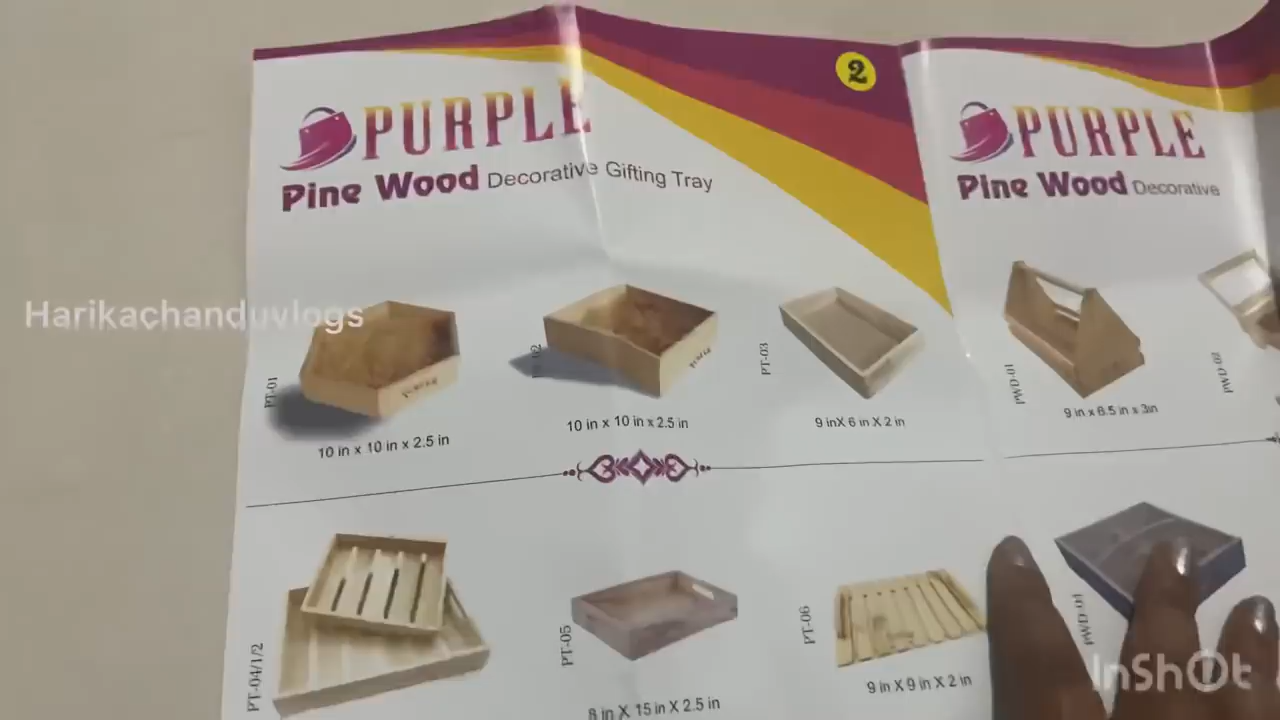 2
PURPLE
Pine Wood Decorative Gifting Tray
PURPLE
Pine Wood Decorative
Harikachanduvlogs
PT-01
10 in x 10 in x 2.5 in
10 in x 10 in x 2.5 in
PT-03
9 inX 6 in X 2 in
PWD-01
9 in x 6.5 in x 3in
PWD-02
PT-04/1/2
PT-05
8 in X 15 in X 2.5 in
PT-06
9 in X 9 in X 2 in
InShOt